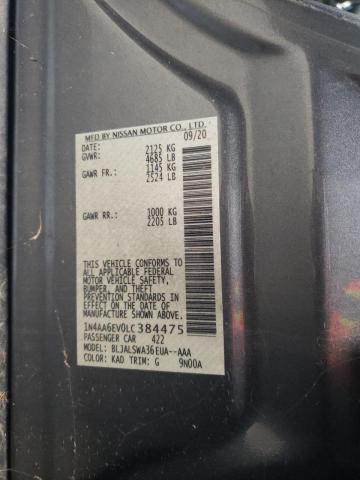 MFD BY NISSAN MOTOR CO., LTD.
DATE: 09/20
GVWR: 2125 KG
4685 LB
GAWR FR.: 1145 KG
2524 LB
GAWR RR.: 1000 KG
2205 LB
THIS VEHICLE CONFORMS TO
ALL APPLICABLE FEDERAL
MOTOR VEHICLE SAFETY,
BUMPER, AND THEFT
PREVENTION STANDARDS IN
EFFECT ON THE DATE OF
MANUFACTURE SHOWN ABOVE.
1N4AA6EV0LC384475
PASSENGER CAR 422
MODEL: BLJALSWA36EUA--AAA
COLOR: KAD TRIM: G 9N00A